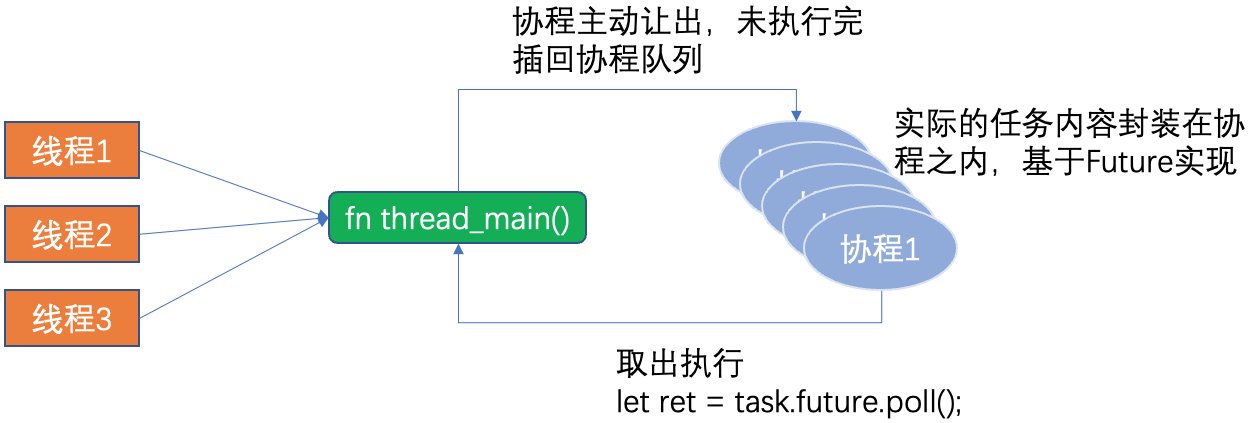 协程主动让出，未执行完
插回协程队列
实际的任务内容封装在协
程之内，基于Future实现
线程1
线程2
fn thread_main()
线程3
协程1
取出执行
let ret = task.future.poll();